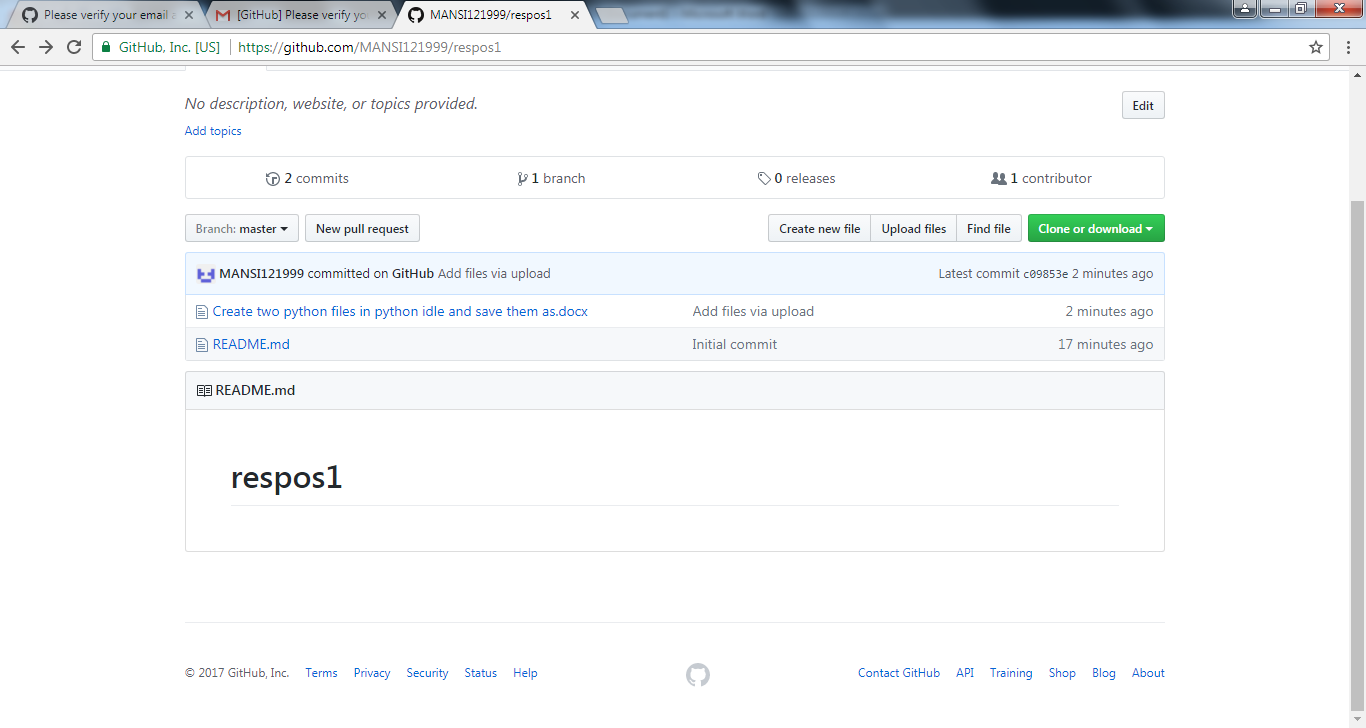 Please verify your email
[GitHub] Please verify yo
MANSI121999/respos1
GitHub, Inc. [US] https://github.com/MANSI121999/respos1
No description, website, or topics provided.
Edit
Add topics
2 commits 1 branch 0 releases 1 contributor
Branch: master New pull request Create new file Upload files Find file Clone or download
MANSI121999 committed on GitHub Add files via upload Latest commit c09853e 2 minutes ago
Create two python files in python idle and save them as.docx Add files via upload 2 minutes ago
README.md Initial commit 17 minutes ago
README.md
respos1
© 2017 GitHub, Inc. Terms Privacy Security Status Help Contact GitHub API Training Shop Blog About